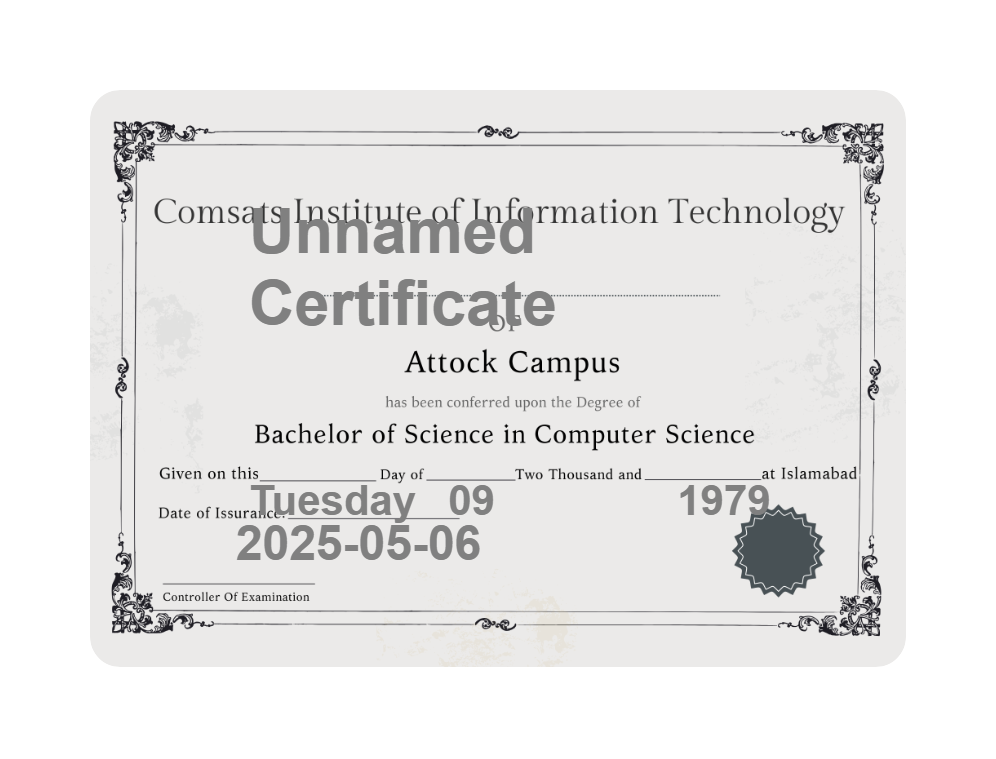 Comsats Institute of Information Technology
Unnamed
Certificate
OF
Attock Campus
has been conferred upon the Degree of
Bachelor of Science in Computer Science
Given on this Day of Two Thousand and at Islamabad
Tuesday 09 1979
Date of Issurance:
2025-05-06
Controller Of Examination